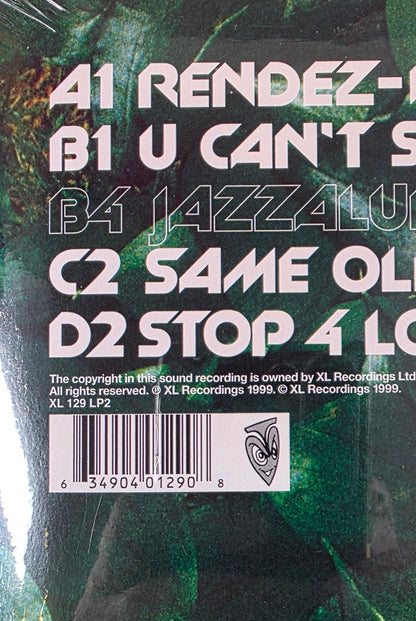 A1 RENDEZ-
B1 U CAN'T S
B4 JAZZALU
C2 SAME OL
D2 STOP 4 LO
The copyright in this sound recording is owned by XL Recordings Ltd
All rights reserved. ℗ XL Recordings 1999. © XL Recordings 1999.
XL 129 LP2
6 34904 01290 8